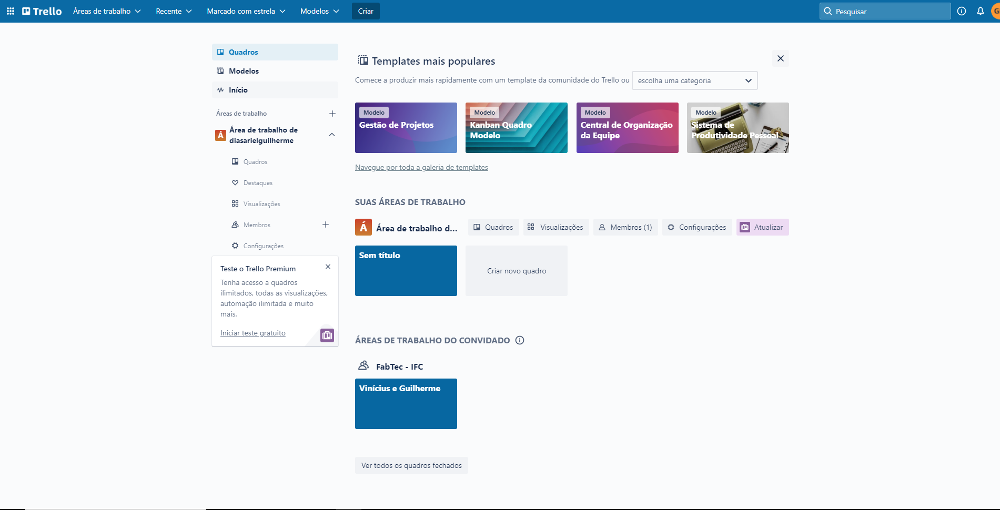 Trello
Áreas de trabalho
Recente
Marcado com estrela
Modelos
Criar
Pesquisar
G
Quadros
Modelos
Início
Áreas de trabalho
Á
Área de trabalho de
diasarielguilherme
Quadros
Destaques
Visualizações
Membros
Configurações
Teste o Trello Premium
Tenha acesso a quadros
ilimitados, todas as visualizações,
automação ilimitada e muito
mais.
Iniciar teste gratuito
Templates mais populares
Comece a produzir mais rapidamente com um template da comunidade do Trello ou
escolha uma categoria
Modelo
Gestão de Projetos
Modelo
Kanban Quadro
Modelo
Modelo
Central de Organização
da Equipe
Modelo
Sistema de
Produtividade Pessoal
Navegue por toda a galeria de templates
SUAS ÁREAS DE TRABALHO
Á
Área de trabalho d...
Quadros
Visualizações
Membros (1)
Configurações
Atualizar
Sem título
Criar novo quadro
ÁREAS DE TRABALHO DO CONVIDADO
FabTec - IFC
Vinícius e Guilherme
Ver todos os quadros fechados